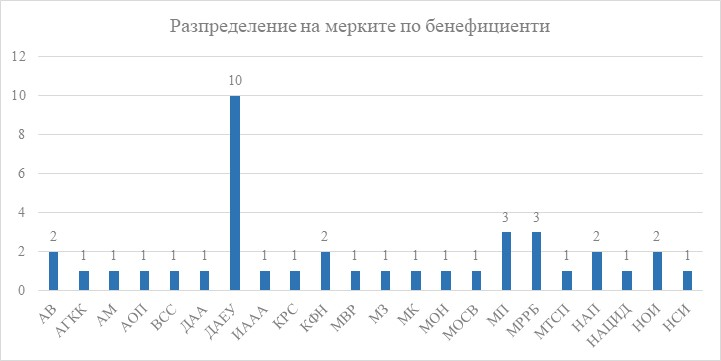 Разпределение на мерките по бенефициенти
12
10
8
6
4
2
0
2 1 1 1 1 1 10 1 1 2 1 1 1 1 1 3 3 1 2 1 2 1
АВ АГКК АМ АОП ВСС ДАА ДАЕУ ИААА КРС КФН МВР МЗ МК МОН МОСВ МП МРРБ МТСП НАП НАЦИД НОИ НСИ